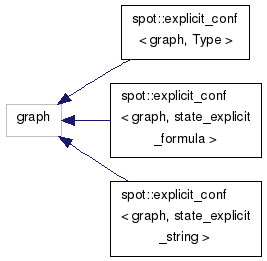 spot::explicit_conf
< graph, Type >
graph
spot::explicit_conf
< graph, state_explicit
_formula >
spot::explicit_conf
< graph, state_explicit
_string >